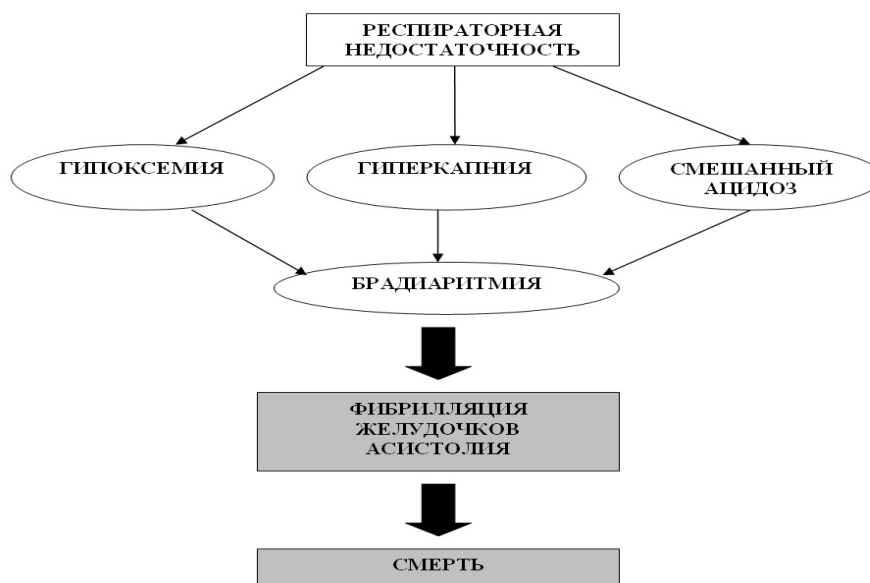 РЕСПИРАТОРНАЯ
НЕДОСТАТОЧНОСТЬ
ГИПОКСЕМИЯ
ГИПЕРКАПНИЯ
СМЕШАННЫЙ
АЦИДОЗ
БРАДИАРИТМИЯ
ФИБРИЛЛЯЦИЯ
ЖЕЛУДОЧКОВ
АСИСТОЛИЯ
СМЕРТЬ